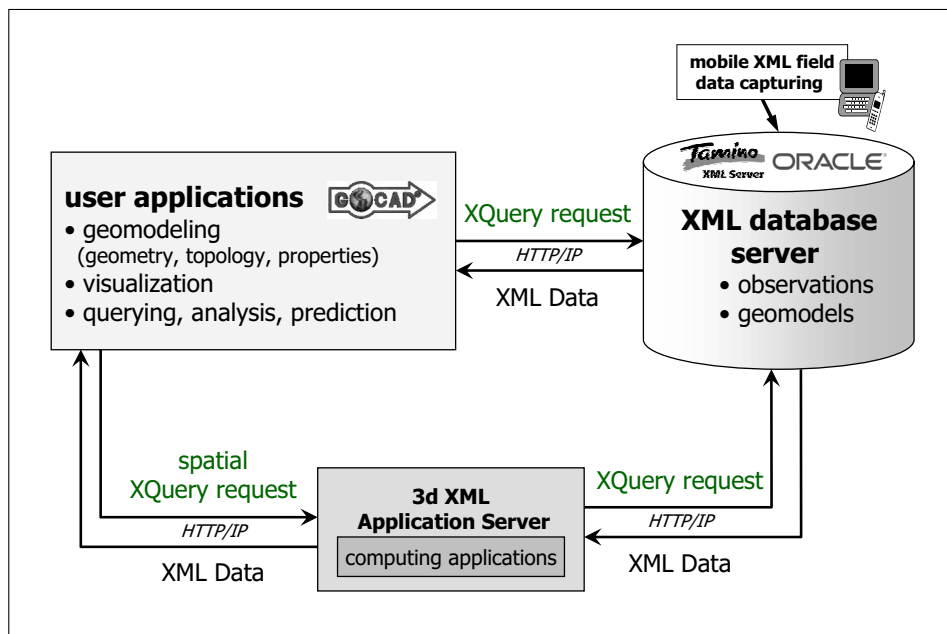 mobile XML field
data capturing
Tamino
XML Server
ORACLE®
user applications
GOCAD®
• geomodeling
(geometry, topology, properties)
• visualization
• querying, analysis, prediction
XQuery request
HTTP/IP
XML Data
XML database
server
• observations
• geomodels
spatial
XQuery request
HTTP/IP
XML Data
3d XML
Application Server
computing applications
XQuery request
HTTP/IP
XML Data